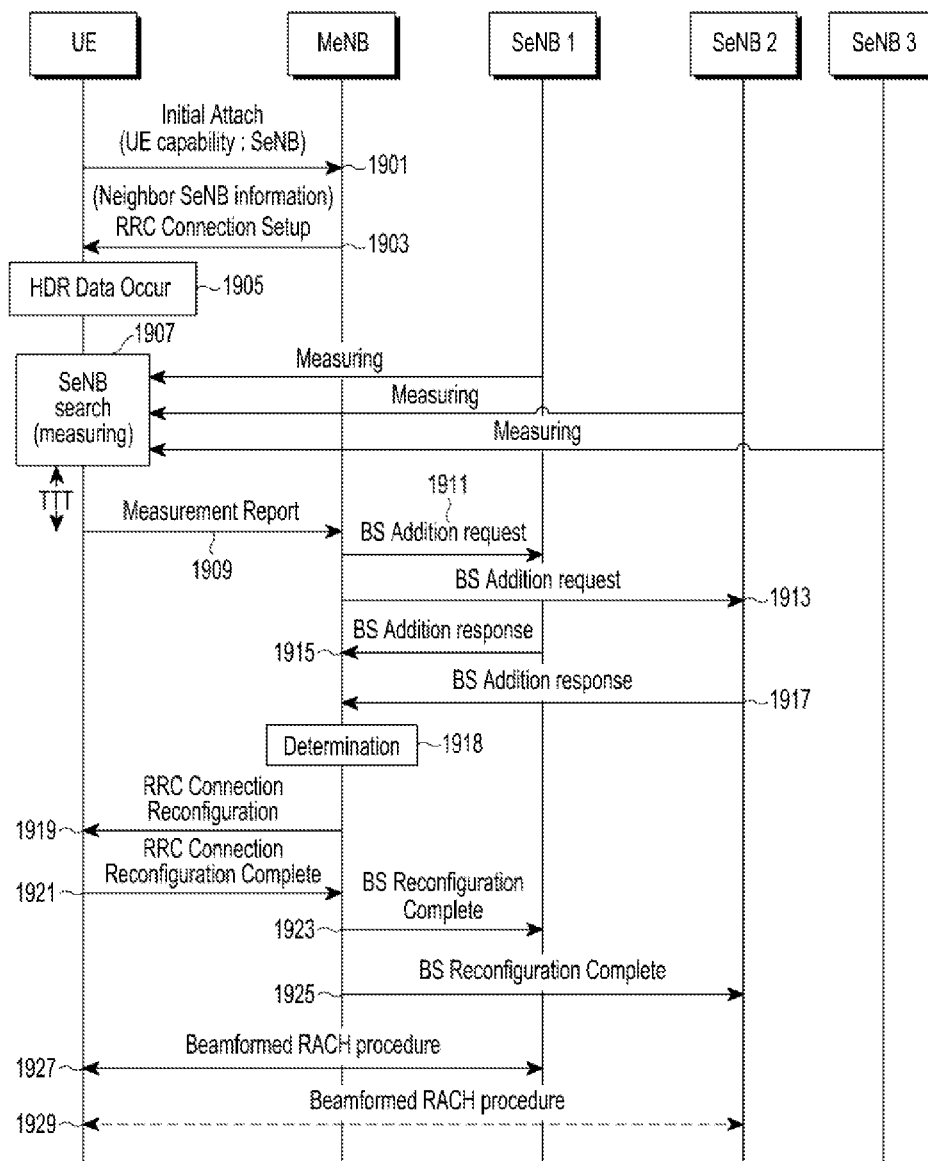 UE
MeNB
SeNB 1
SeNB 2
SeNB 3
Initial Attach
(UE capability : SeNB)
1901
(Neighbor SeNB information)
RRC Connection Setup
1903
HDR Data Occur
1905
1907
SeNB
search
(measuring)
Measuring
Measuring
Measuring
TTT
Measurement Report
1909
1911
BS Addition request
BS Addition request
1913
BS Addition response
1915
BS Addition response
1917
Determination
1918
RRC Connection
Reconfiguration
1919
RRC Connection
Reconfiguration Complete
1921
BS Reconfiguration
Complete
1923
BS Reconfiguration Complete
1925
Beamformed RACH procedure
1927
Beamformed RACH procedure
1929